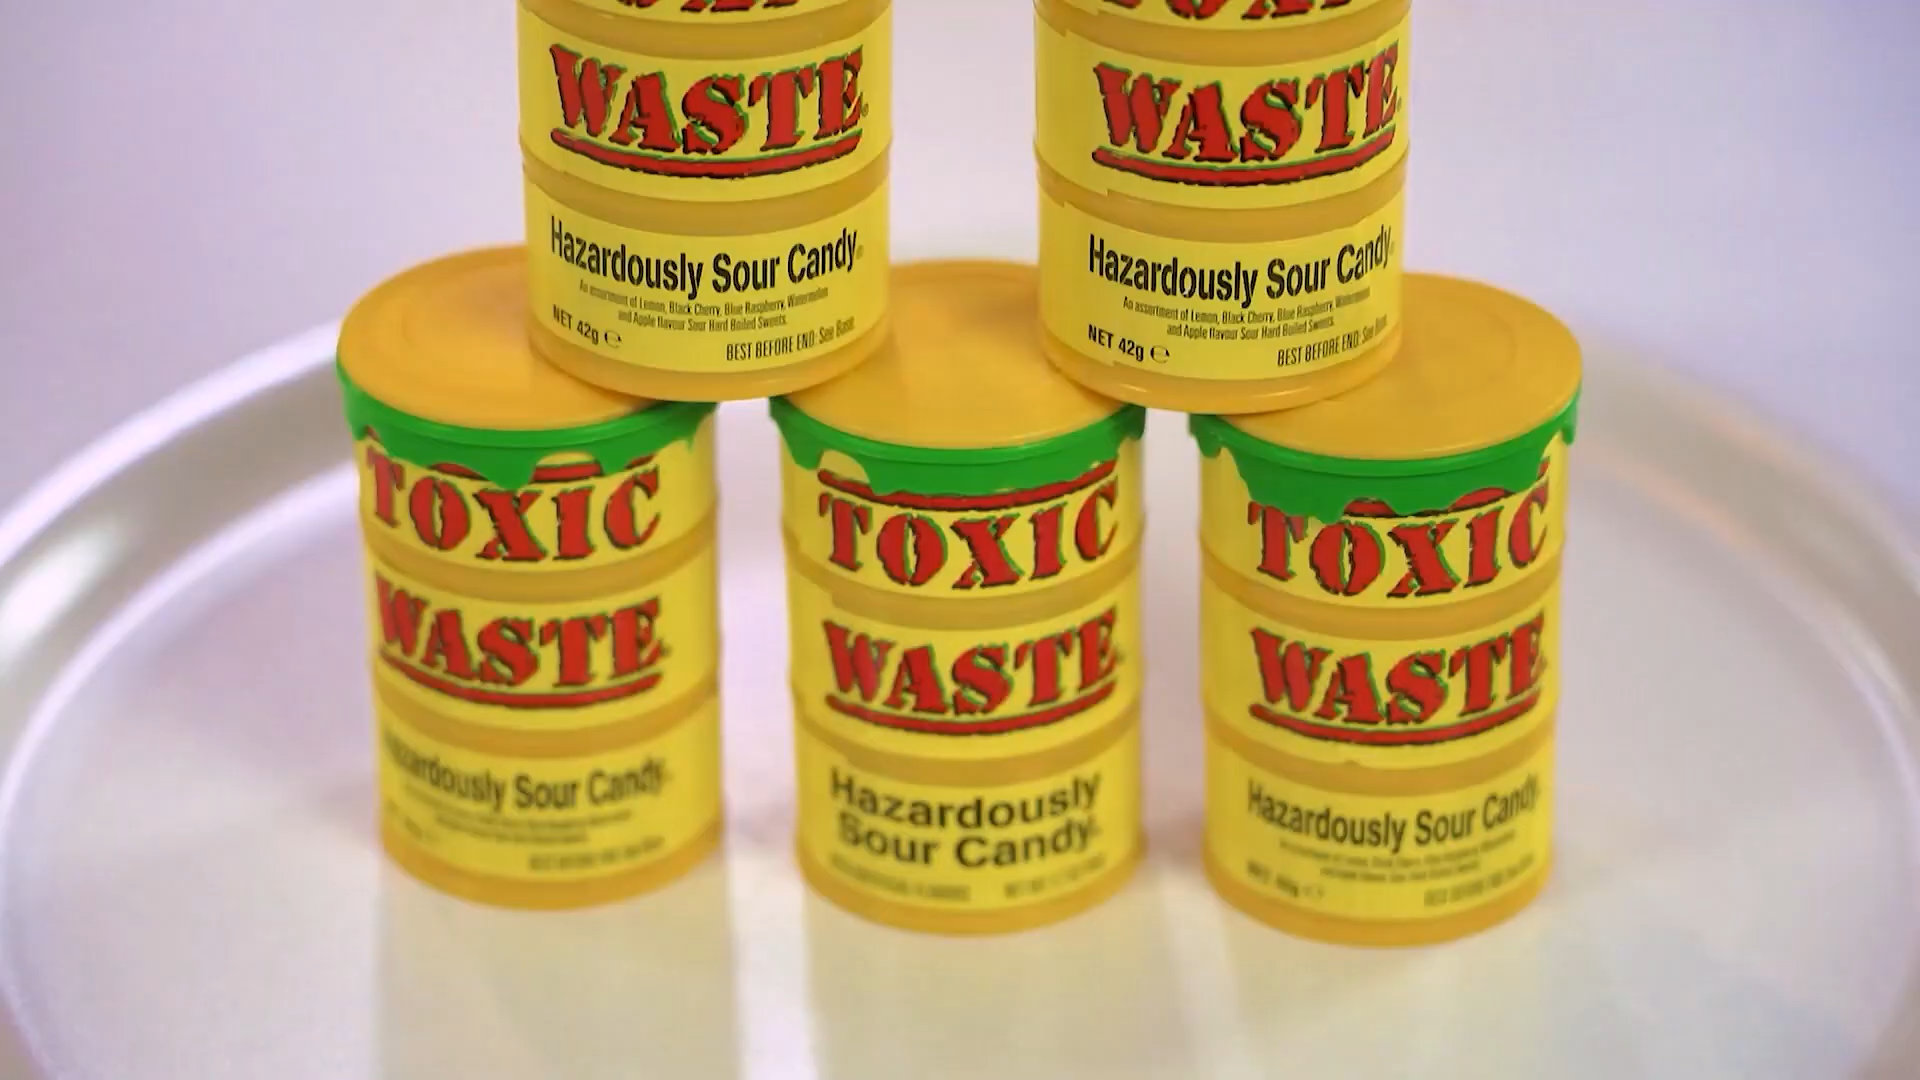 WASTE
Hazardously Sour Candy
An assortment of Lemon, Black Cherry, Blue Raspberry, Watermelon
and Apple flavour Sour Hard Boiled Sweets.
NET 42g ℮
BEST BEFORE END: See Base
WASTE
Hazardously Sour Candy
An assortment of Lemon, Black Cherry, Blue Raspberry, Watermelon
and Apple flavour Sour Hard Boiled Sweets.
NET 42g ℮
BEST BEFORE END: See Base
TOXIC
WASTE
Hazardously Sour Candy
TOXIC
WASTE
Hazardously
Sour Candy
TOXIC
WASTE
Hazardously Sour Candy